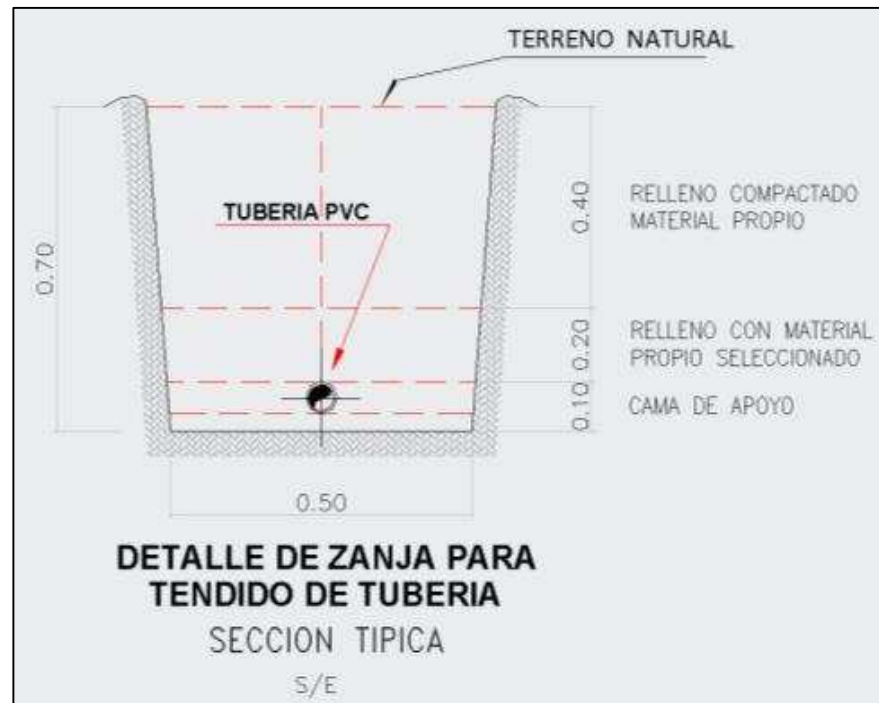 TERRENO NATURAL
TUBERIA PVC
0.70
0.40
RELLENO COMPACTADO
MATERIAL PROPIO
0.20
RELLENO CON MATERIAL
PROPIO SELECCIONADO
0.10
CAMA DE APOYO
0.50
DETALLE DE ZANJA PARA
TENDIDO DE TUBERIA
SECCION TIPICA
S/E